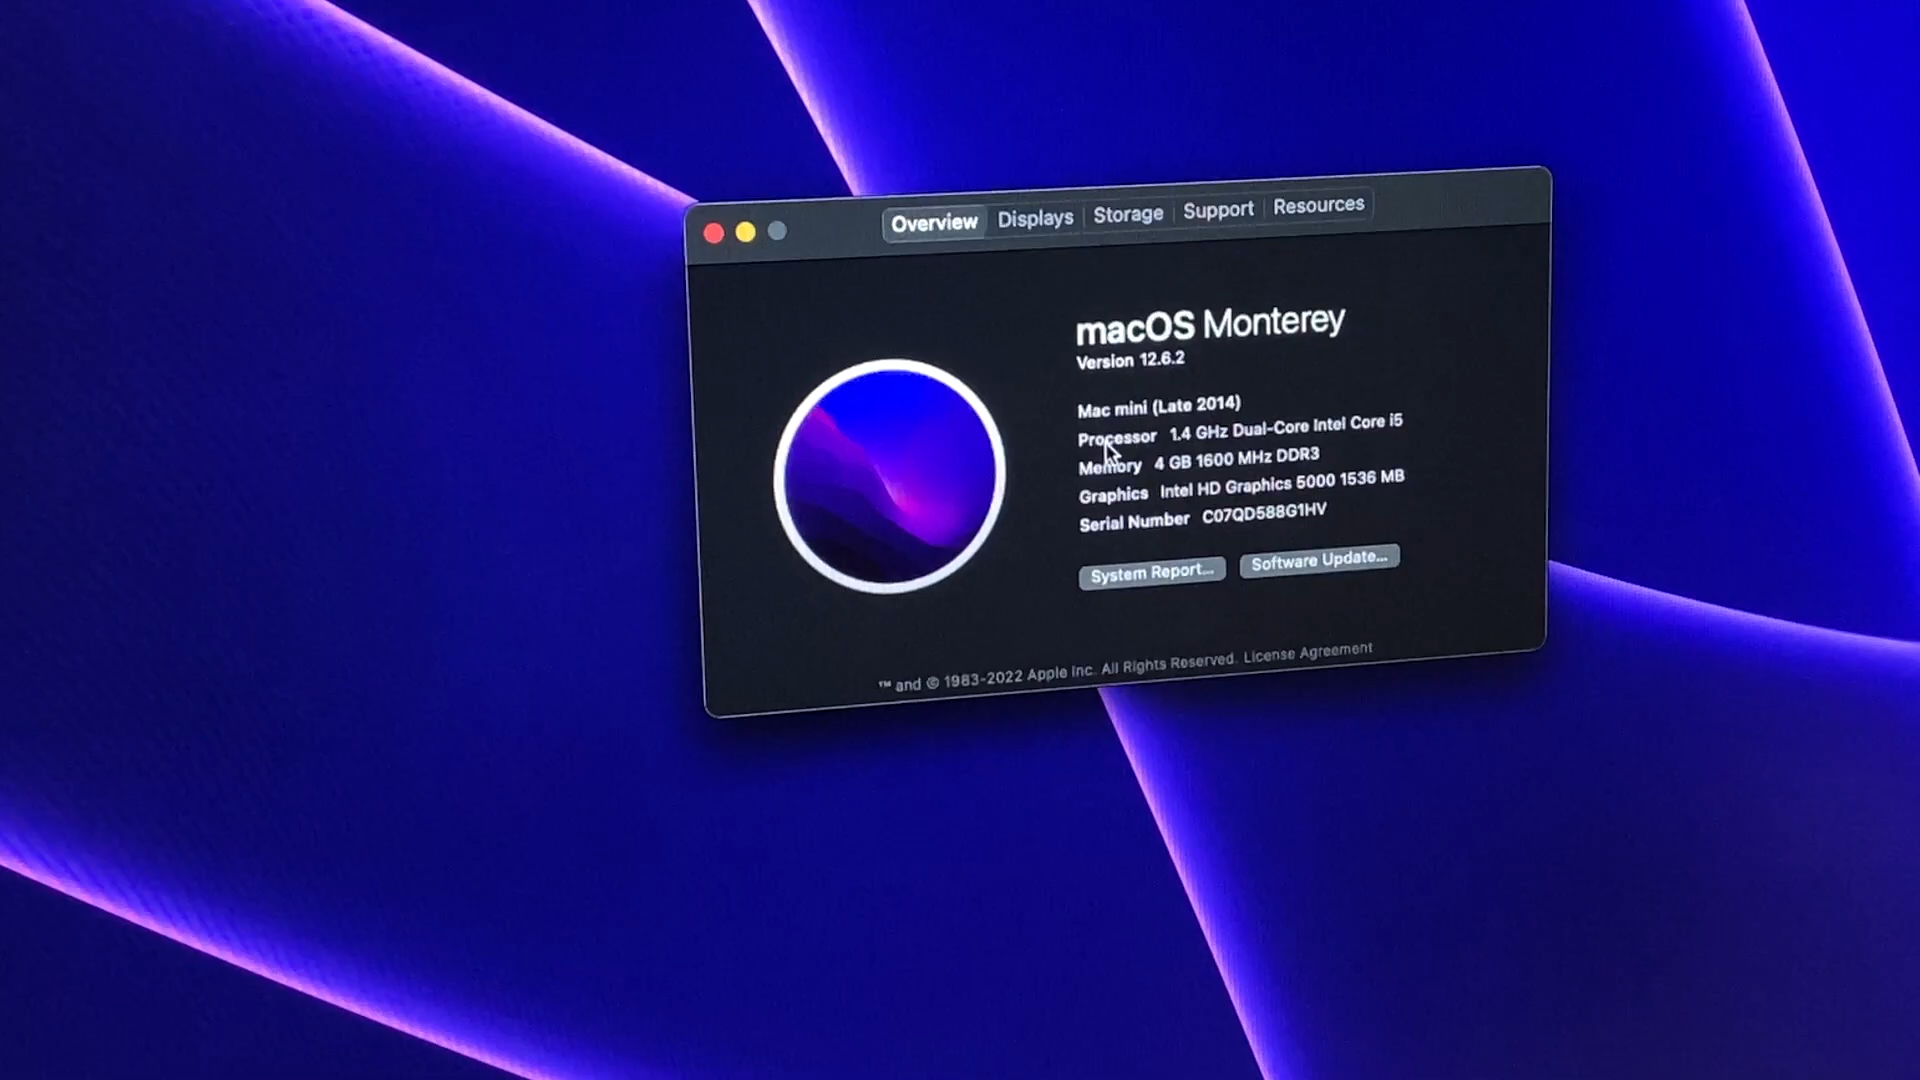 Overview Displays Storage Support Resources
macOS Monterey
Version 12.6.2
Mac mini (Late 2014)
Processor 1.4 GHz Dual-Core Intel Core i5
Memory 4 GB 1600 MHz DDR3
Graphics Intel HD Graphics 5000 1536 MB
Serial Number C07QD588G1HV
System Report... Software Update...
™ and © 1983-2022 Apple Inc. All Rights Reserved. License Agreement